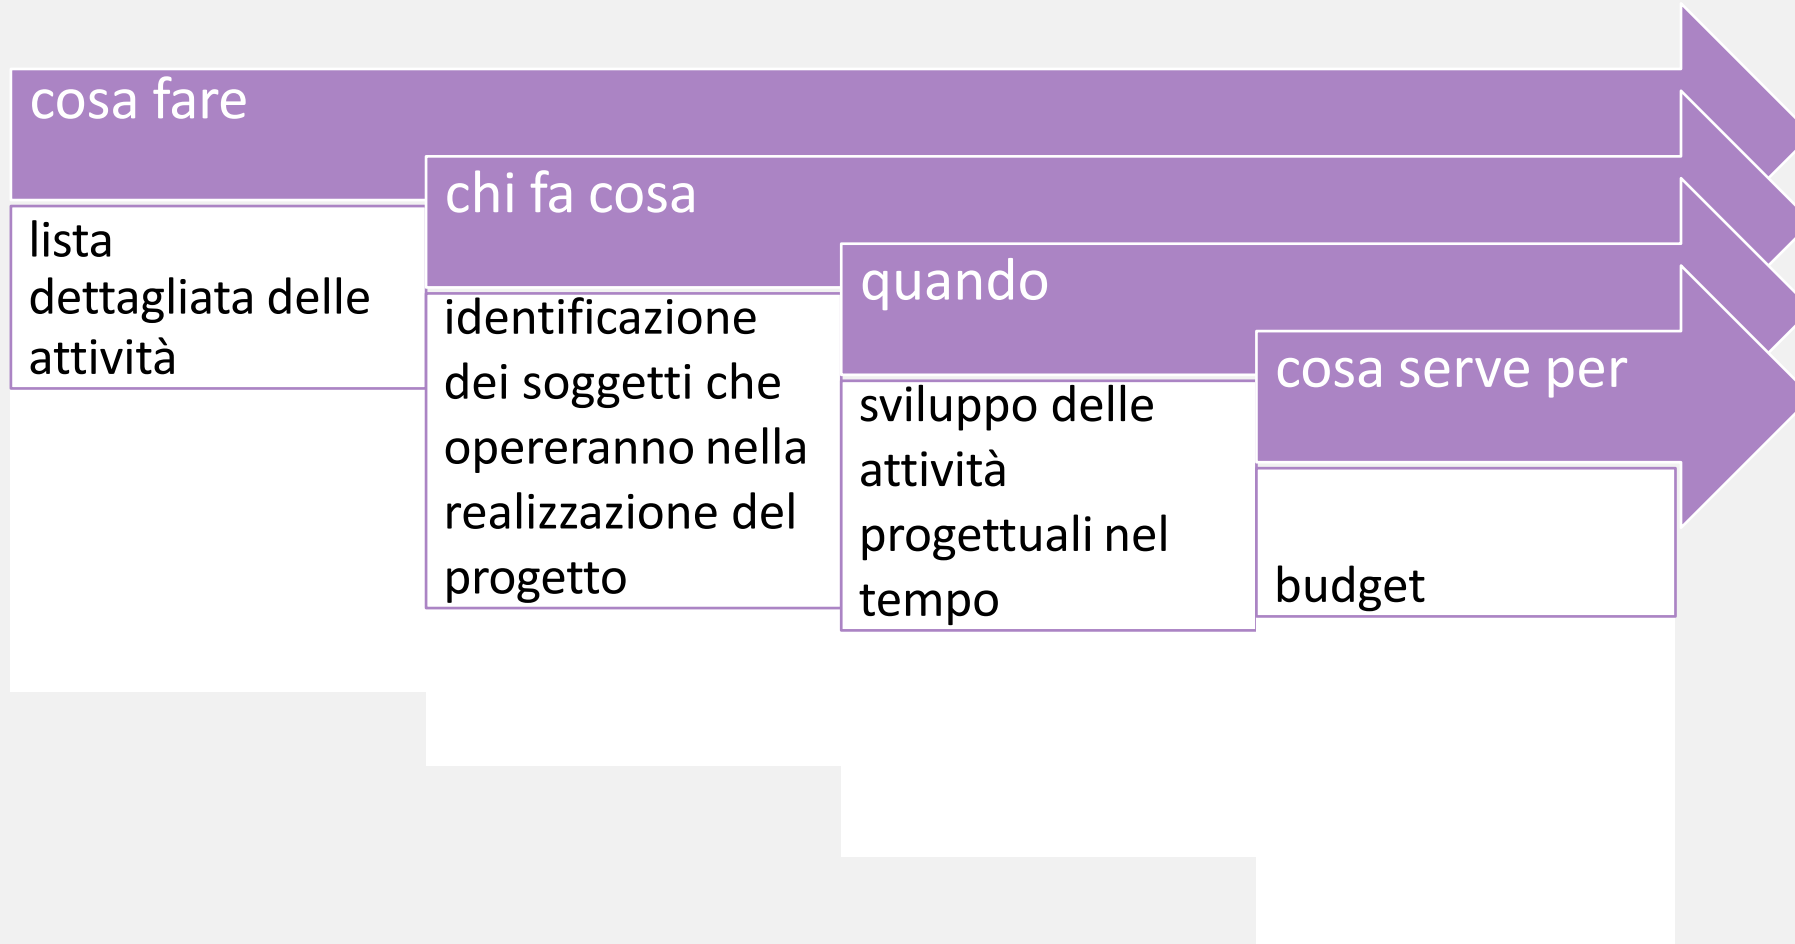 cosa fare
lista
dettagliata delle
attività
chi fa cosa
identificazione
dei soggetti che
opereranno nella
realizzazione del
progetto
quando
sviluppo delle
attività
progettuali nel
tempo
cosa serve per
budget